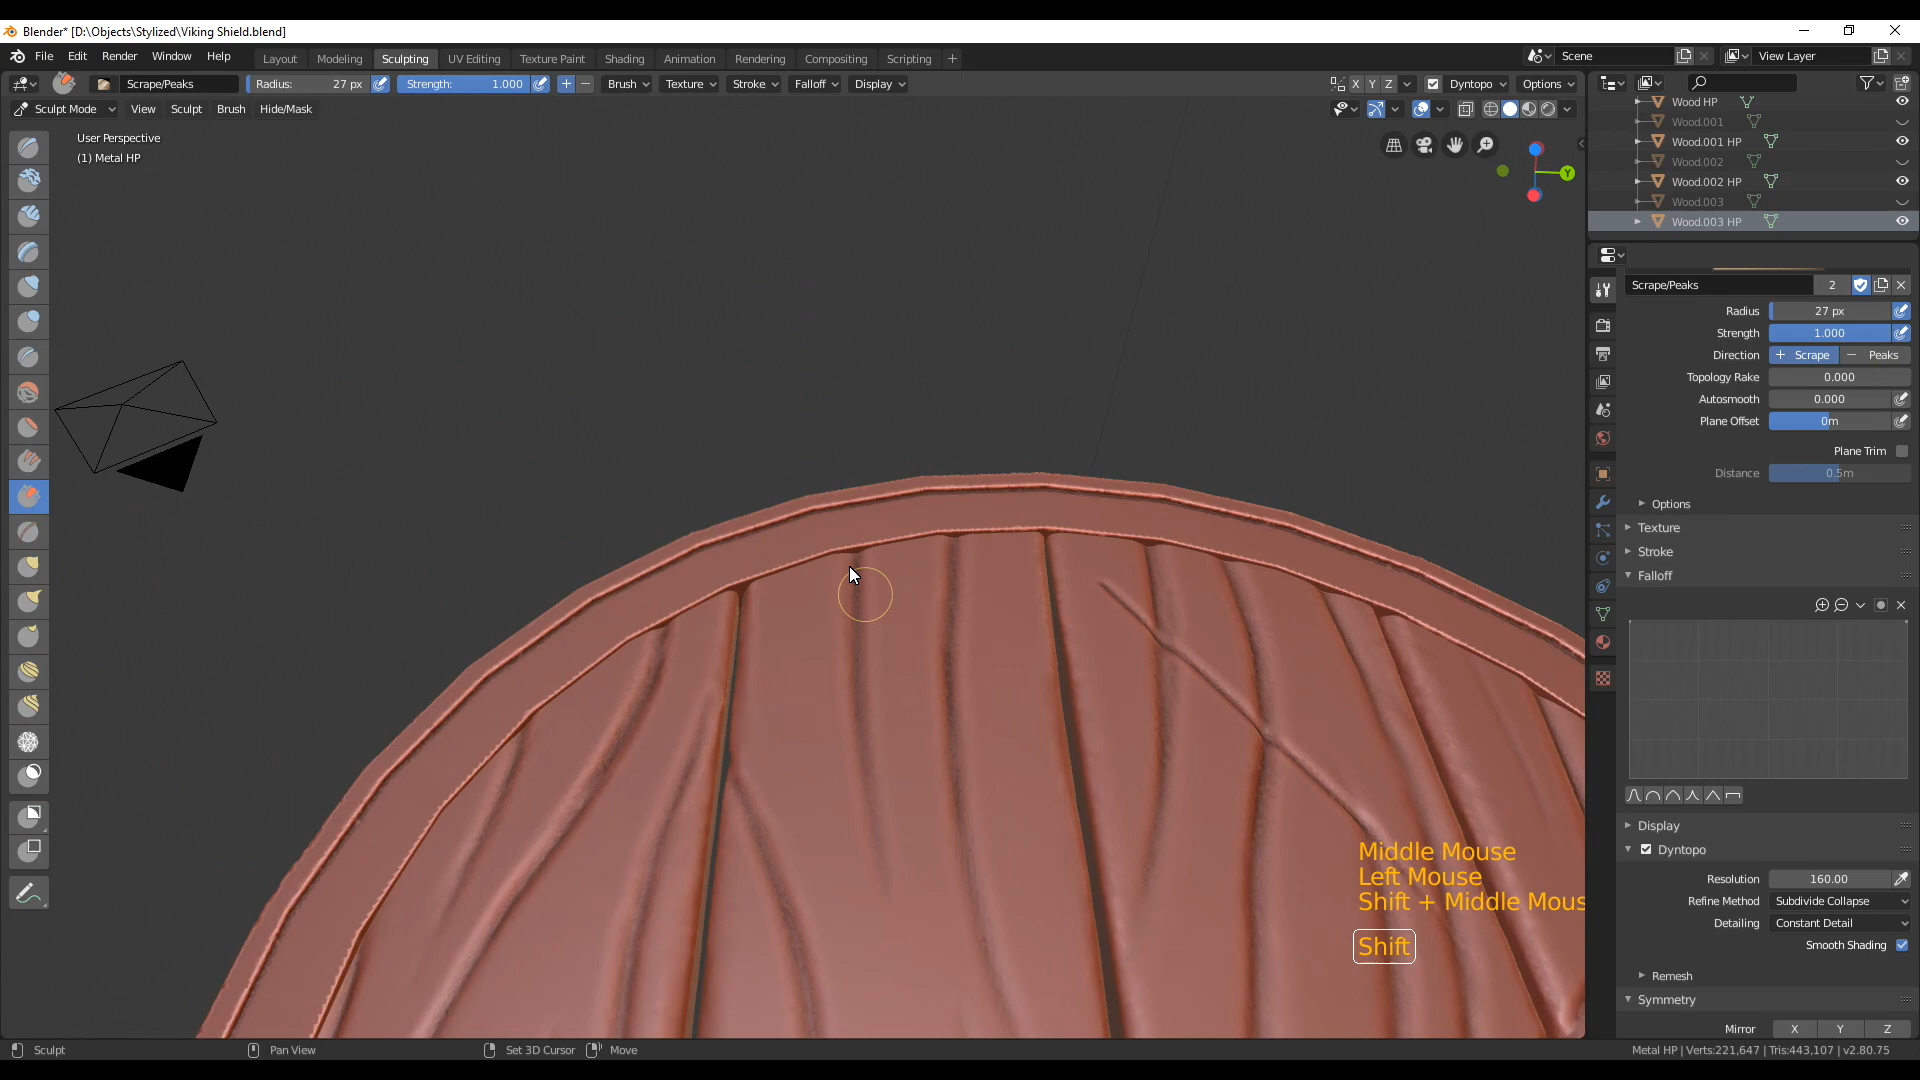 Blender* [D:\Objects\Stylized\Viking Shield.blend]
File Edit Render Window Help
Layout Modeling Sculpting UV Editing Texture Paint Shading Animation Rendering Compositing Scripting +
Scene
View Layer
Scrape/Peaks
Radius: 27 px
Strength: 1.000
Brush Texture Stroke Falloff Display
X Y Z
Dyntopo
Options
Sculpt Mode View Sculpt Brush Hide/Mask
User Perspective
(1) Metal HP
Y
Wood HP
Wood.001
Wood.001 HP
Wood.002
Wood.002 HP
Wood.003
Wood.003 HP
Scrape/Peaks 2
Radius 27 px
Strength 1.000
Direction + Scrape − Peaks
Topology Rake 0.000
Autosmooth 0.000
Plane Offset 0m
Plane Trim
Distance 0.5m
Options
Texture
Stroke
Falloff
Display
Dyntopo
Resolution 160.00
Refine Method Subdivide Collapse
Detailing Constant Detail
Smooth Shading
Remesh
Symmetry
Mirror X Y Z
Middle Mouse
Left Mouse
Shift + Middle Mous
Shift
Sculpt Pan View Set 3D Cursor Move
Metal HP | Verts:221,647 | Tris:443,107 | v2.80.75